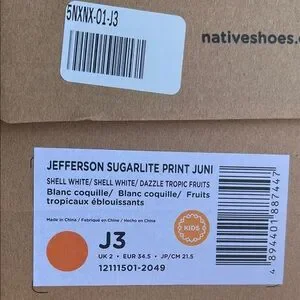 5NXNX-01-J3
nativeshoes.
JEFFERSON SUGARLITE PRINT JUNI
SHELL WHITE/ SHELL WHITE/ DAZZLE TROPIC FRUITS
Blanc coquille/ Blanc coquille/ Fruits
tropicaux éblouissants
Made in China / Fabriqué en Chine / Hecho en China
KIDS
J3
UK 2 • EUR 34.5 • JP/CM 21.5
12111501-2049
4 894401 887447